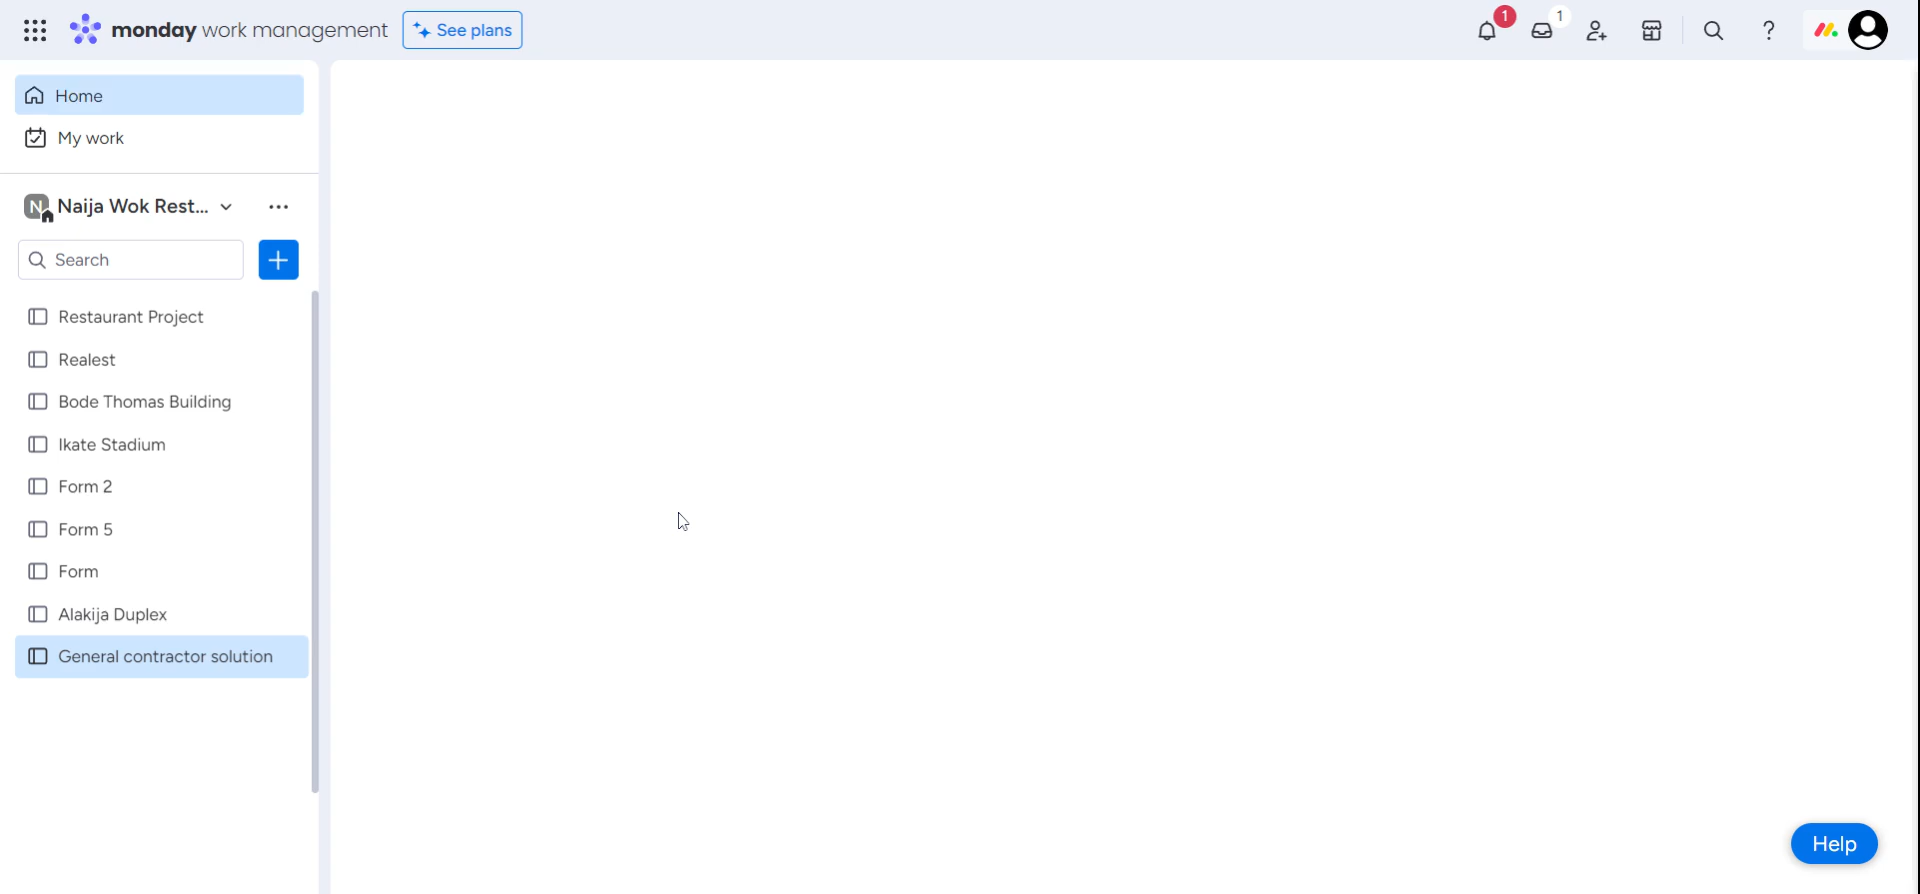 monday work management
See plans
1
1
Home
My work
N
Naija Wok Rest...
Search
Restaurant Project
Realest
Bode Thomas Building
Ikate Stadium
Form 2
Form 5
Form
Alakija Duplex
General contractor solution
Help